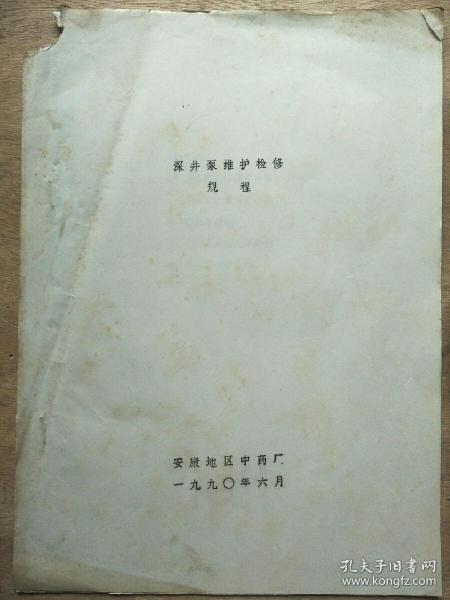 深井泵维护检修
规程
安康地区中药厂
一九九〇年六月
孔夫子旧书网
www.kongfz.com